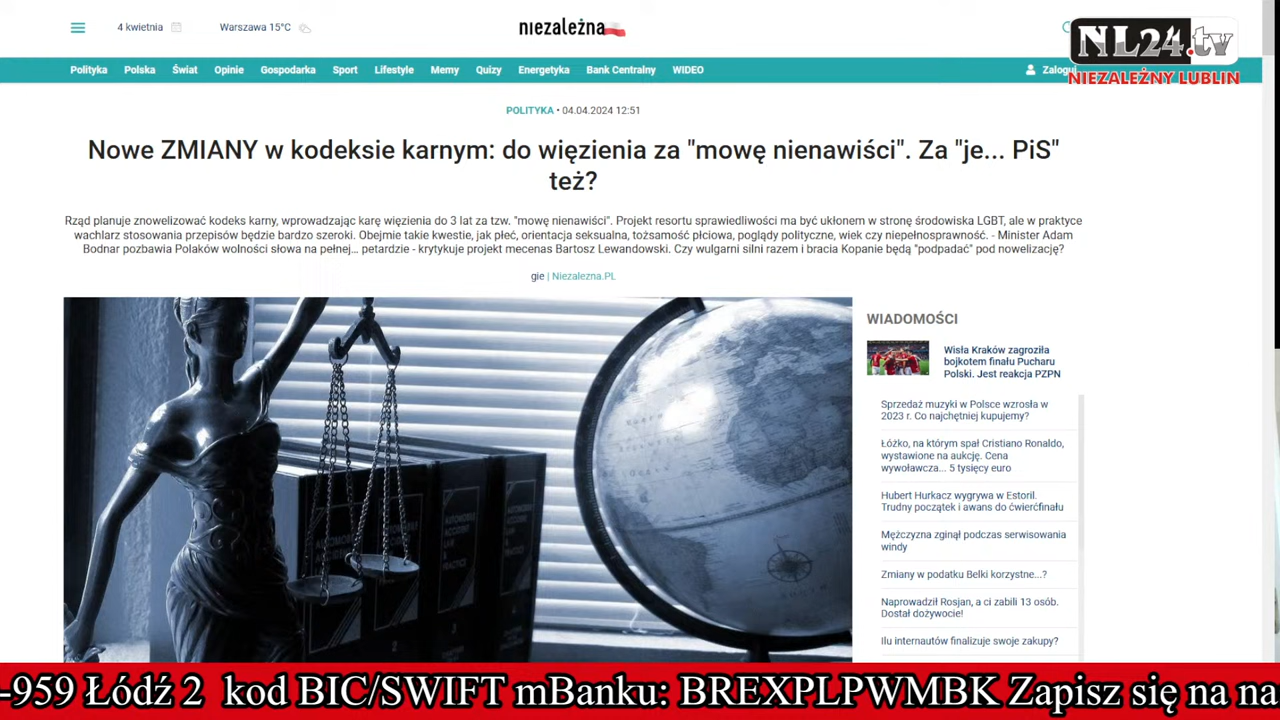 4 kwietnia
Warszawa 15°C
niezależna
NL24.tv
NIEZALEŻNY LUBLIN
Polityka Polska Świat Opinie Gospodarka Sport Lifestyle Memy Quizy Energetyka Bank Centralny WIDEO
Zaloguj
POLITYKA • 04.04.2024 12:51
Nowe ZMIANY w kodeksie karnym: do więzienia za "mowę nienawiści". Za "je... PiS"
też?
Rząd planuje znowelizować kodeks karny, wprowadzając karę więzienia do 3 lat za tzw. "mowę nienawiści". Projekt resortu sprawiedliwości ma być ukłonem w stronę środowiska LGBT, ale w praktyce
wachlarz stosowania przepisów będzie bardzo szeroki. Obejmie takie kwestie, jak płeć, orientacja seksualna, tożsamość płciowa, poglądy polityczne, wiek czy niepełnosprawność. - Minister Adam
Bodnar pozbawia Polaków wolności słowa na pełnej... petardzie - krytykuje projekt mecenas Bartosz Lewandowski. Czy wulgarni silni razem i bracia Kopanie będą "podpadać" pod nowelizację?
gie | Niezalezna.PL
WIADOMOŚCI
Wisła Kraków zagroziła
bojkotem finału Pucharu
Polski. Jest reakcja PZPN
Sprzedaż muzyki w Polsce wzrosła w
2023 r. Co najchętniej kupujemy?
Łóżko, na którym spał Cristiano Ronaldo,
wystawione na aukcję. Cena
wywoławcza... 5 tysięcy euro
Hubert Hurkacz wygrywa w Estoril.
Trudny początek i awans do ćwierćfinału
Mężczyzna zginął podczas serwisowania
windy
Zmiany w podatku Belki korzystne...?
Naprowadził Rosjan, a ci zabili 13 osób.
Dostał dożywocie!
Ilu internautów finalizuje swoje zakupy?
-959 Łódź 2 kod BIC/SWIFT mBanku: BREXPLPWMBK Zapisz się na na